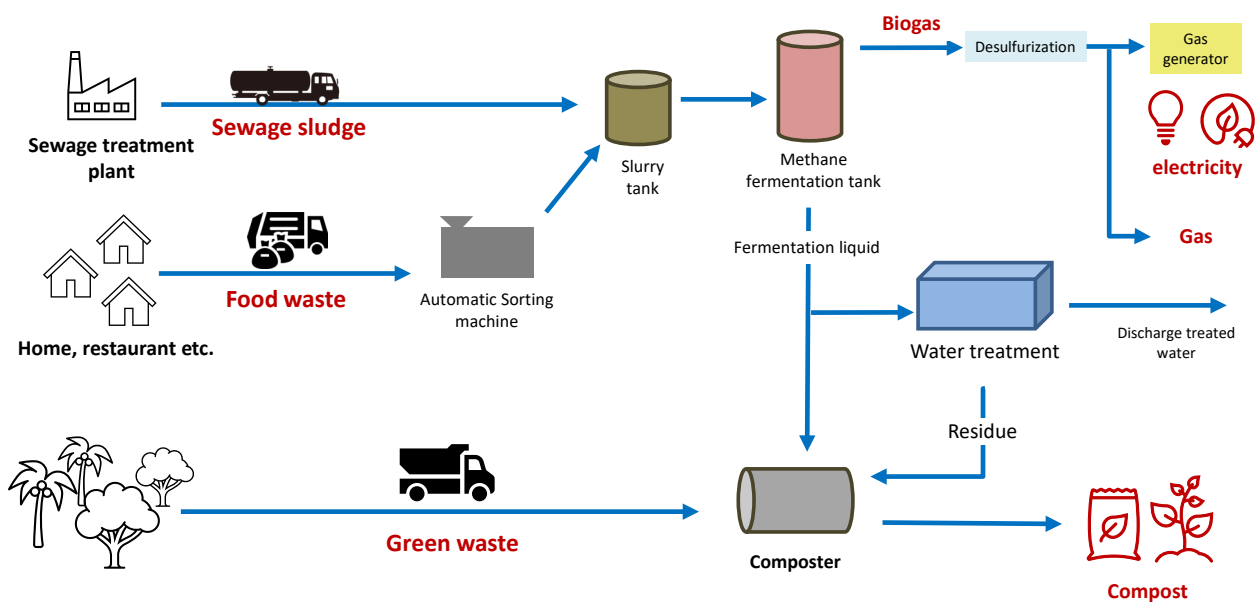 Biogas
Desulfurization
Gas
generator
Sewage sludge
Sewage treatment
plant
Slurry
tank
Methane
fermentation tank
electricity
Fermentation liquid
Gas
Food waste
Automatic Sorting
machine
Home, restaurant etc.
Water treatment
Discharge treated
water
Residue
Green waste
Composter
Compost